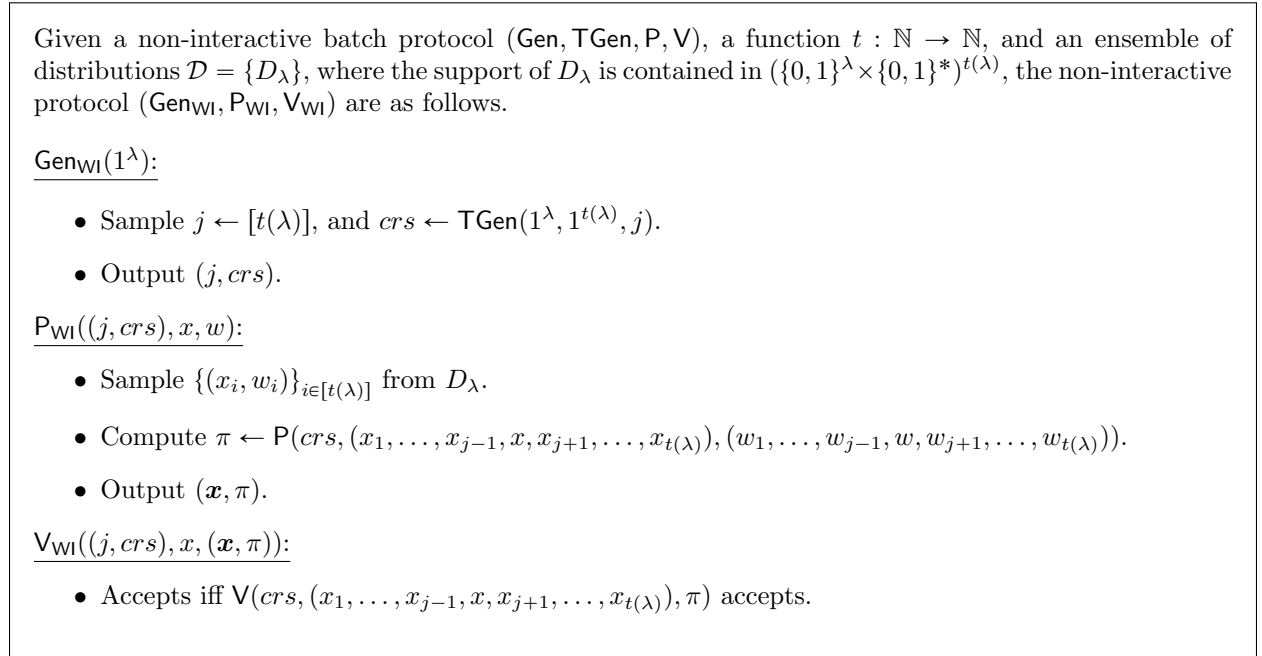 Given a non-interactive batch protocol (Gen, TGen, P, V), a function t : ℕ → ℕ, and an ensemble of
distributions 𝒟 = {D_λ}, where the support of D_λ is contained in ({0, 1}^λ × {0, 1}^*)^{t(λ)}, the non-interactive
protocol (Gen_WI, P_WI, V_WI) are as follows.
Gen_WI(1^λ):
• Sample j ← [t(λ)], and crs ← TGen(1^λ, 1^{t(λ)}, j).
• Output (j, crs).
P_WI((j, crs), x, w):
• Sample {(x_i, w_i)}_{i∈[t(λ)]} from D_λ.
• Compute π ← P(crs, (x_1, …, x_{j−1}, x, x_{j+1}, …, x_{t(λ)}), (w_1, …, w_{j−1}, w, w_{j+1}, …, w_{t(λ)})).
• Output (𝒙, π).
V_WI((j, crs), x, (𝒙, π)):
• Accepts iff V(crs, (x_1, …, x_{j−1}, x, x_{j+1}, …, x_{t(λ)}), π) accepts.